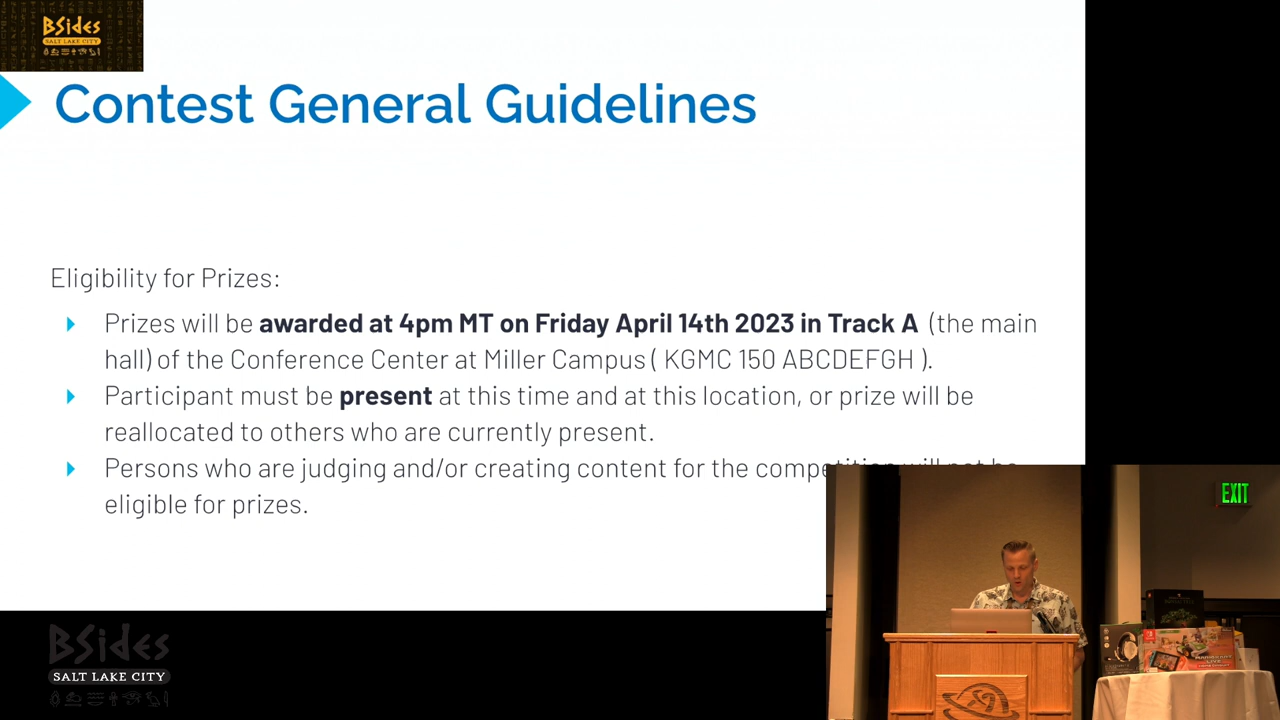 BSides
SALT LAKE CITY
Contest General Guidelines
Eligibility for Prizes:
Prizes will be awarded at 4pm MT on Friday April 14th 2023 in Track A (the main
hall) of the Conference Center at Miller Campus ( KGMC 150 ABCDEFGH ).
Participant must be present at this time and at this location, or prize will be
reallocated to others who are currently present.
Persons who are judging and/or creating content for the competition will not be
eligible for prizes.
EXIT
BSides
SALT LAKE CITY